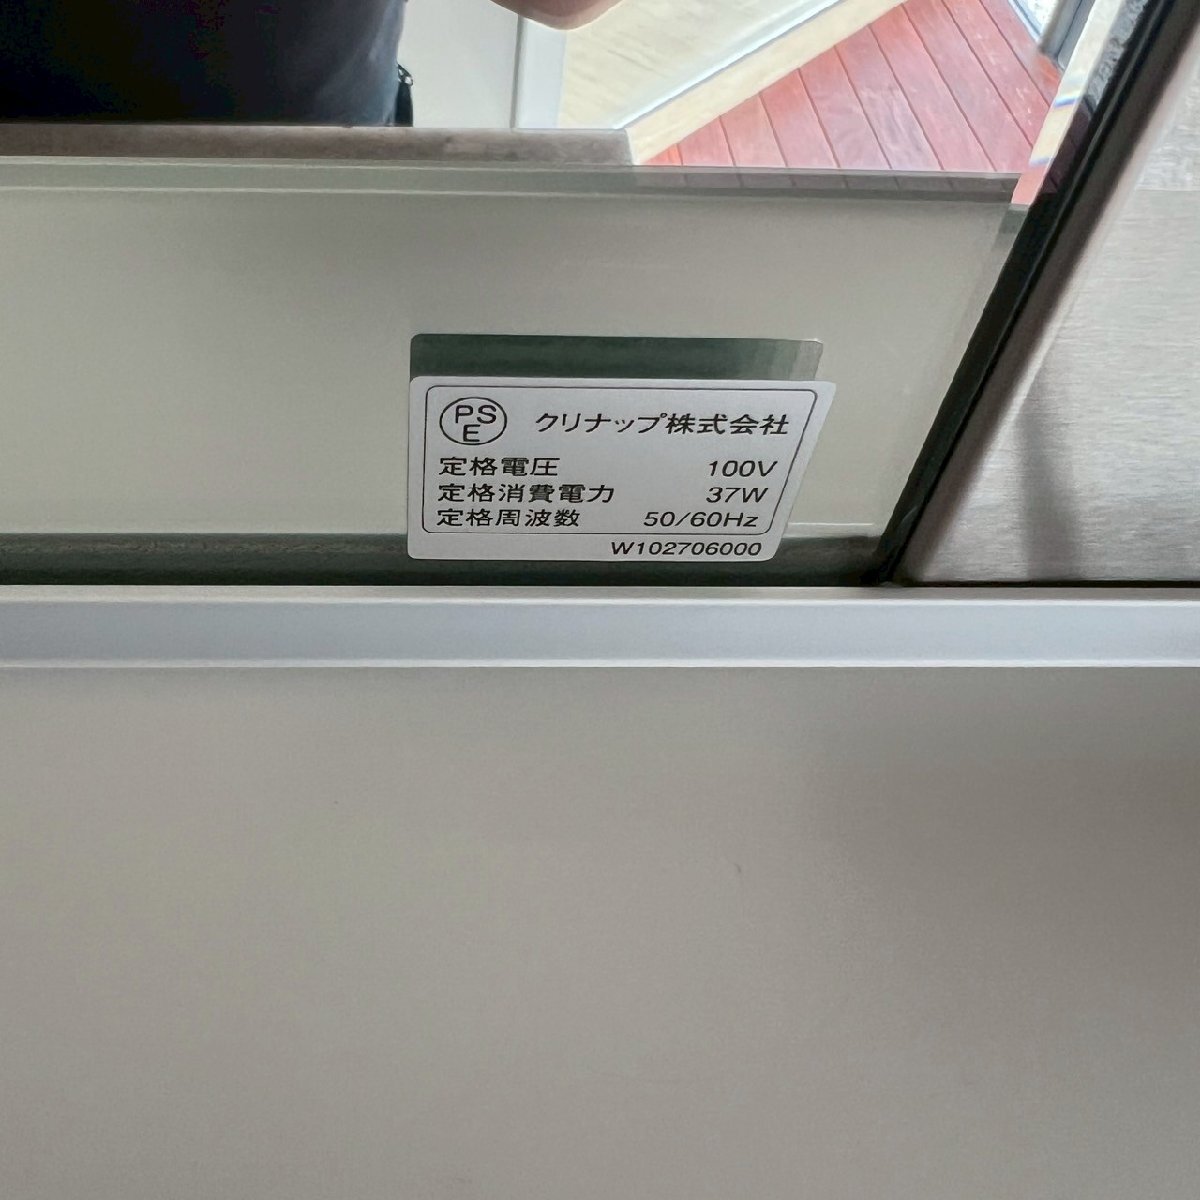 PS
E
クリナップ株式会社
定格電圧 100V
定格消費電力 37W
定格周波数 50/60Hz
W102706000